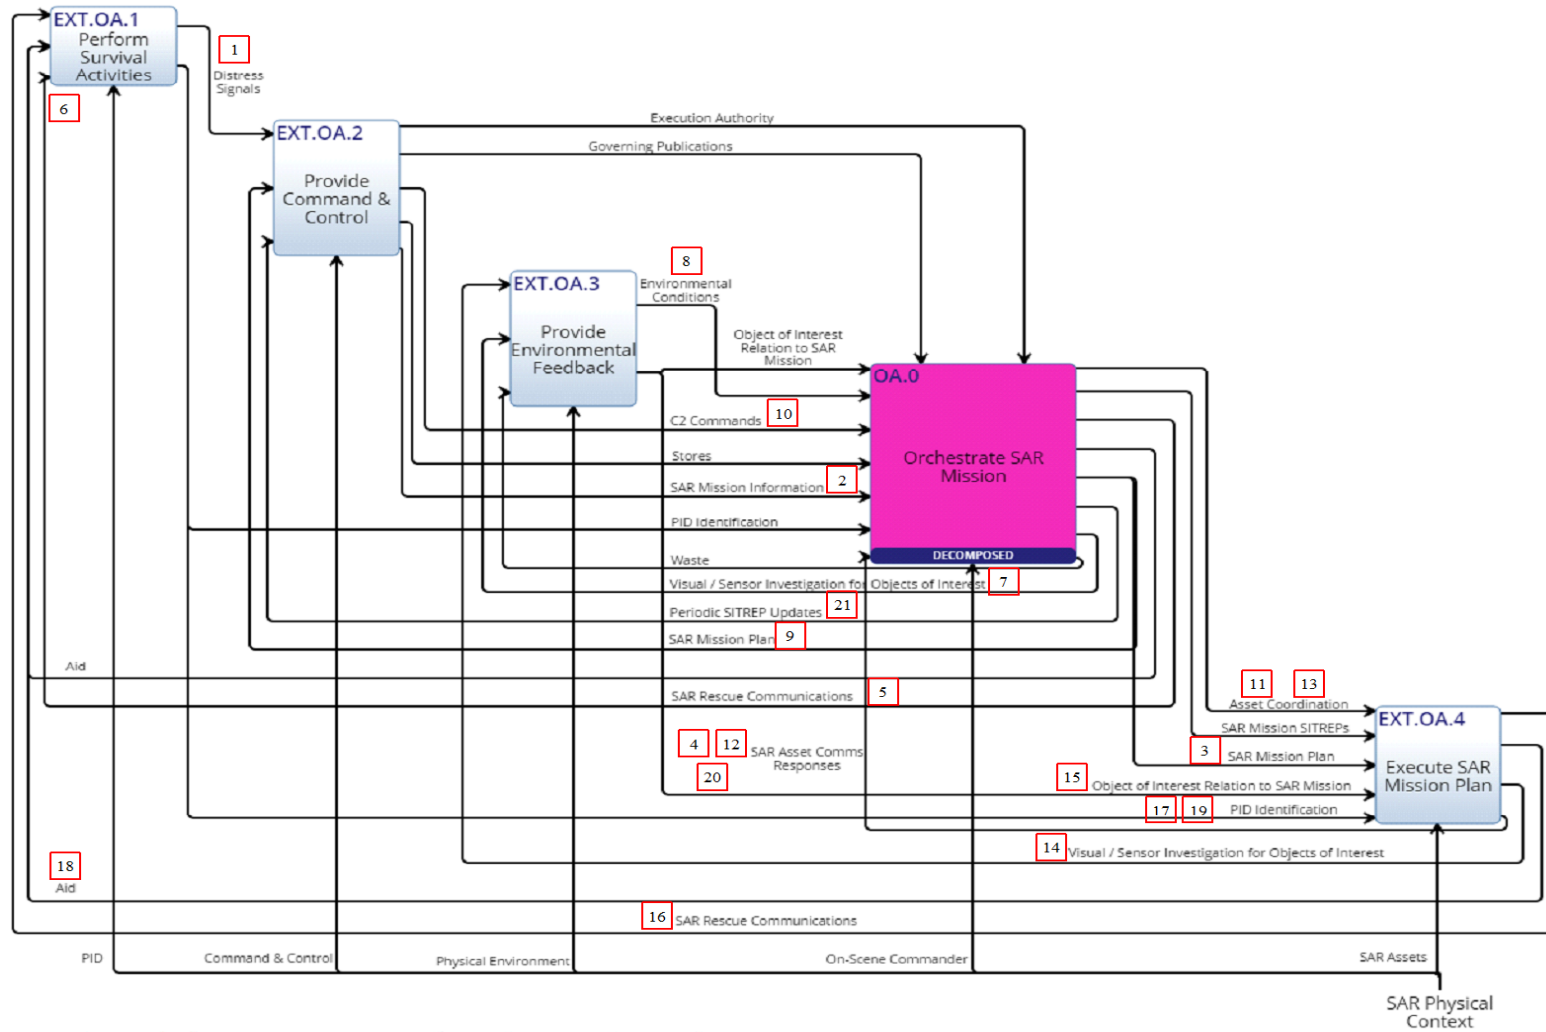 EXT.OA.1
Perform
Survival
Activities
1
Distress
Signals
6
EXT.OA.2
Provide
Command &
Control
Execution Authority
Governing Publications
EXT.OA.3
Provide
Environmental
Feedback
8
Environmental
Conditions
Object of Interest
Relation to SAR
Mission
OA.0
Orchestrate SAR
Mission
DECOMPOSED
C2 Commands
10
Stores
SAR Mission Information
2
PID Identification
Waste
Visual / Sensor Investigation for Objects of Interest
7
Periodic SITREP Updates
21
SAR Mission Plan
9
Aid
SAR Rescue Communications
5
11
13
Asset Coordination
EXT.OA.4
Execute SAR
Mission Plan
SAR Mission SITREPs
3
SAR Mission Plan
4
12
SAR Asset Comms
Responses
20
15
Object of Interest Relation to SAR Mission
17
19
PID Identification
14
Visual / Sensor Investigation for Objects of Interest
18
Aid
16
SAR Rescue Communications
PID
Command & Control
Physical Environment
On-Scene Commander
SAR Assets
SAR Physical
Context